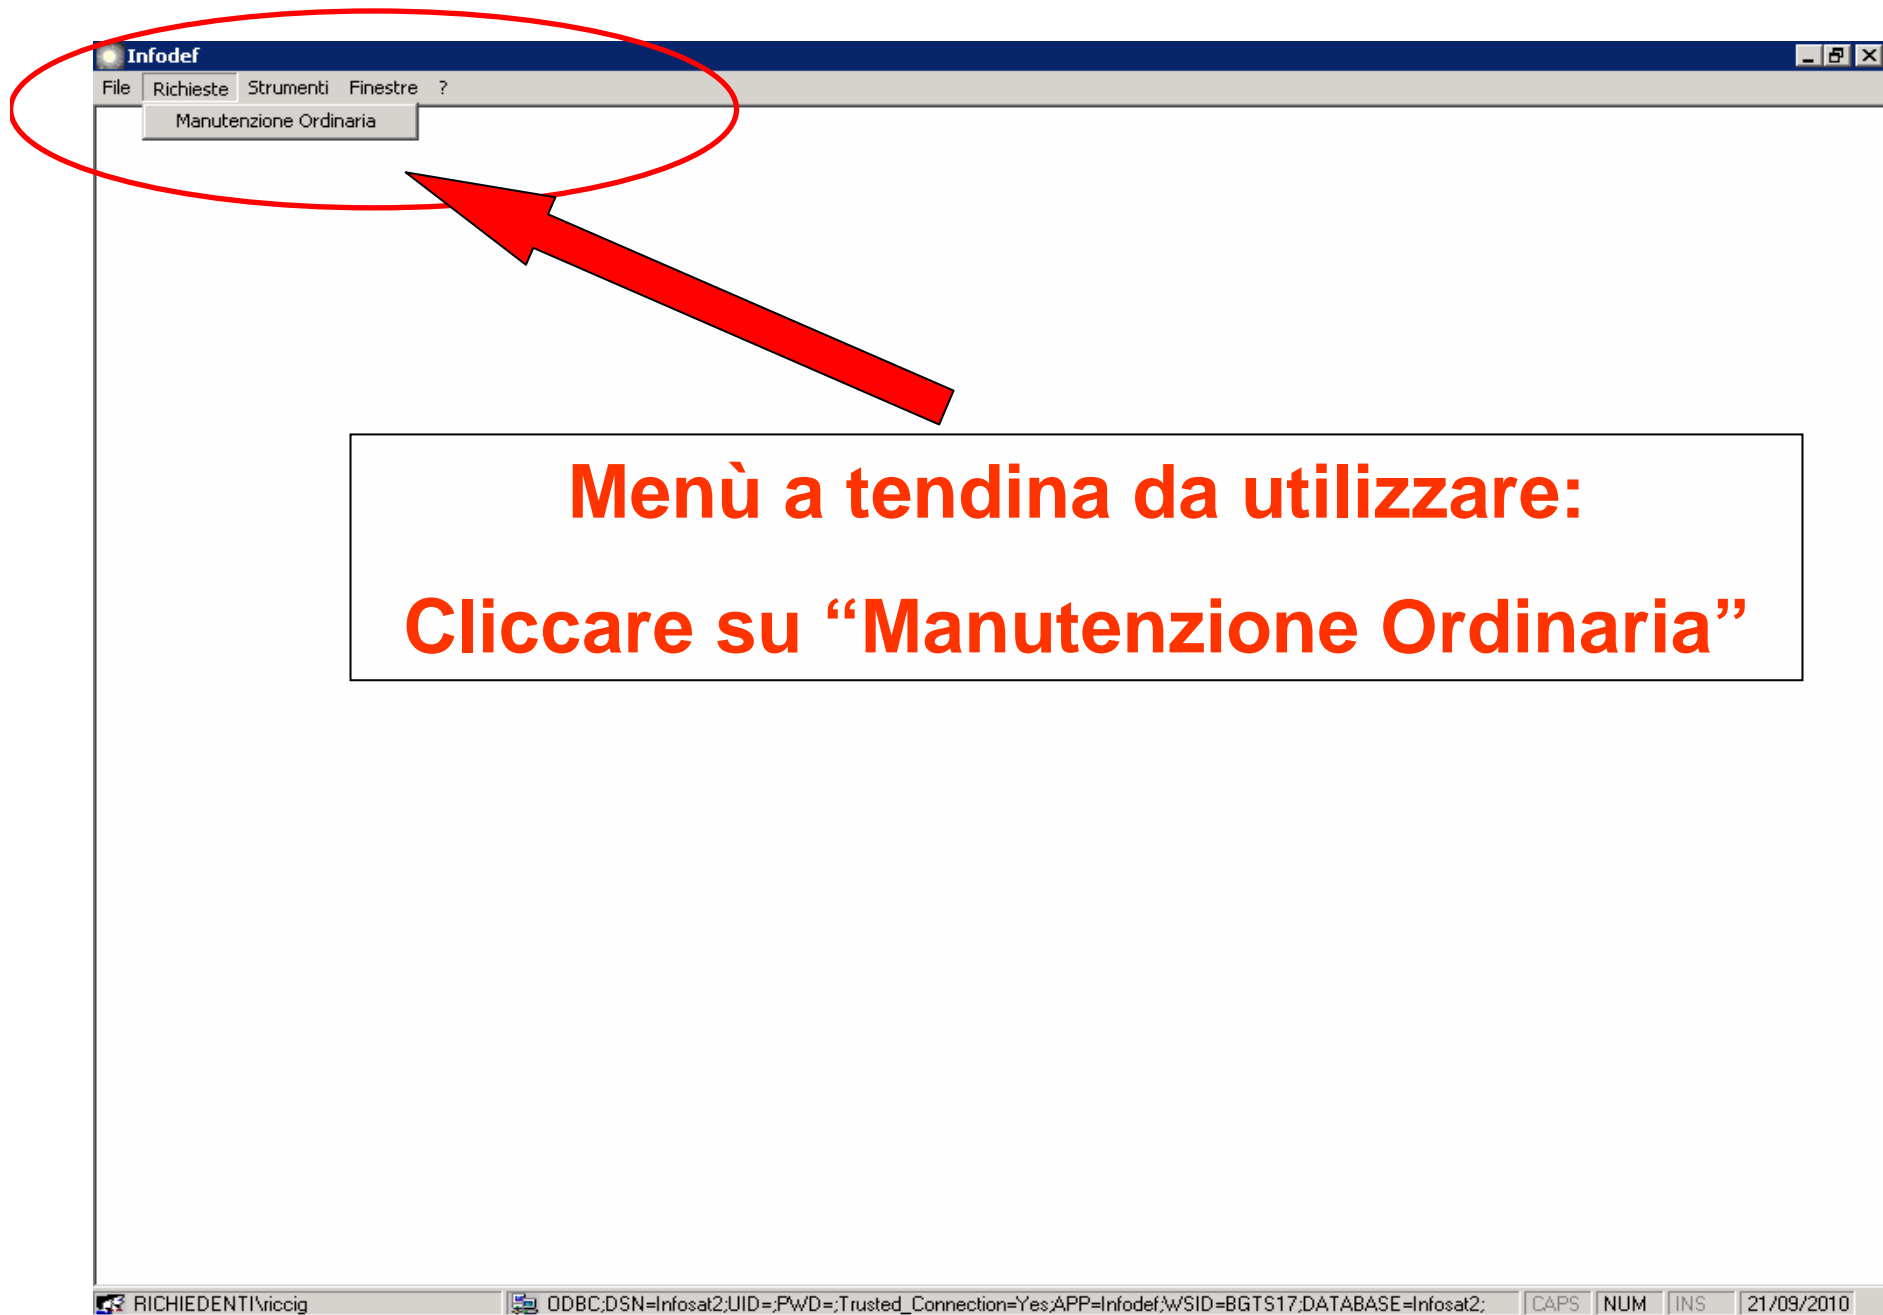 Infodef
File Richieste Strumenti Finestre ?
Manutenzione Ordinaria
Menù a tendina da utilizzare:
Cliccare su “Manutenzione Ordinaria”
RICHIEDENTI\riccig ODBC;DSN=Infosat2;UID=;PWD=;Trusted_Connection=Yes;APP=Infodef;WSID=BGTS17;DATABASE=Infosat2; CAPS NUM INS 21/09/2010